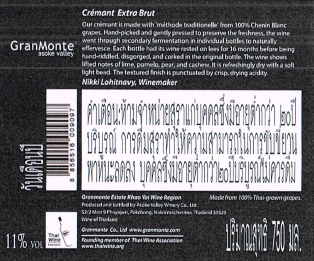 Crémant Extra Brut
Our crémant is made with 'méthode traditionelle' from 100% Chenin Blanc
grapes. Hand-picked and gently pressed to preserve the freshness, the wine
went through secondary fermentation in individual bottles to naturally
effervesce. Each bottle had its wine rested on lees for 16 months before being
hand-riddled, disgorged, and corked in the original bottle. The wine shows
lifted notes of lime, pomelo, pear, and cashew. It is refreshingly dry with a soft
light bead. The textured finish is punctuated by crisp, drying acidity.
Nikki Lohitnavy, Winemaker
GranMonte
asoke valley
วันเดือนปี
8 856516 009097
คำเตือน:ห้ามจำหน่ายสุราแก่บุคคลซึ่งมีอายุต่ำกว่า ๒๐ปี
บริบูรณ์ การดื่มสุราทำให้ความสามารถในการขับขี่ยาน
พาหนะลดลง บุคคลซึ่งมีอายุต่ำกว่า๒๐ปีบริบูรณ์ไม่ควรดื่ม
Granmonte Estate Khao Yai Wine Region
Made from 100% Thai-grown grapes.
Produced and bottled by Asoke Valley Winery Co. Ltd.
52/2 Moo 9 Phayayen, Pakchong, Nakornratchasima, Thailand 30320
Wine of Thailand
Granmonte Co., Ltd www.granmonte.com
Founding member of Thai Wine Association
www.thaiwine.org
Thai
Wine
11% VOL
ปริมาณสุทธิ 750 มล.